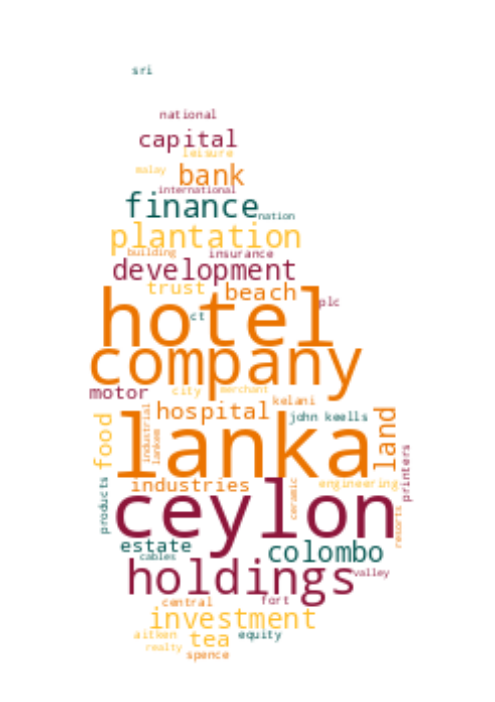 sri
national
capital
leisure
malay
bank
international
finance
nation
plantation
building insurance
development
trust beach
plc
hotel
ct
company
motor city merchant
kelani
hospital john keells
food industrial lankem land
lanka
printers
industries engineering
products ceramic resorts
ceylon
estate colombo
cables
holdings valley
central fort
investment
aitken tea equity
realty
spence